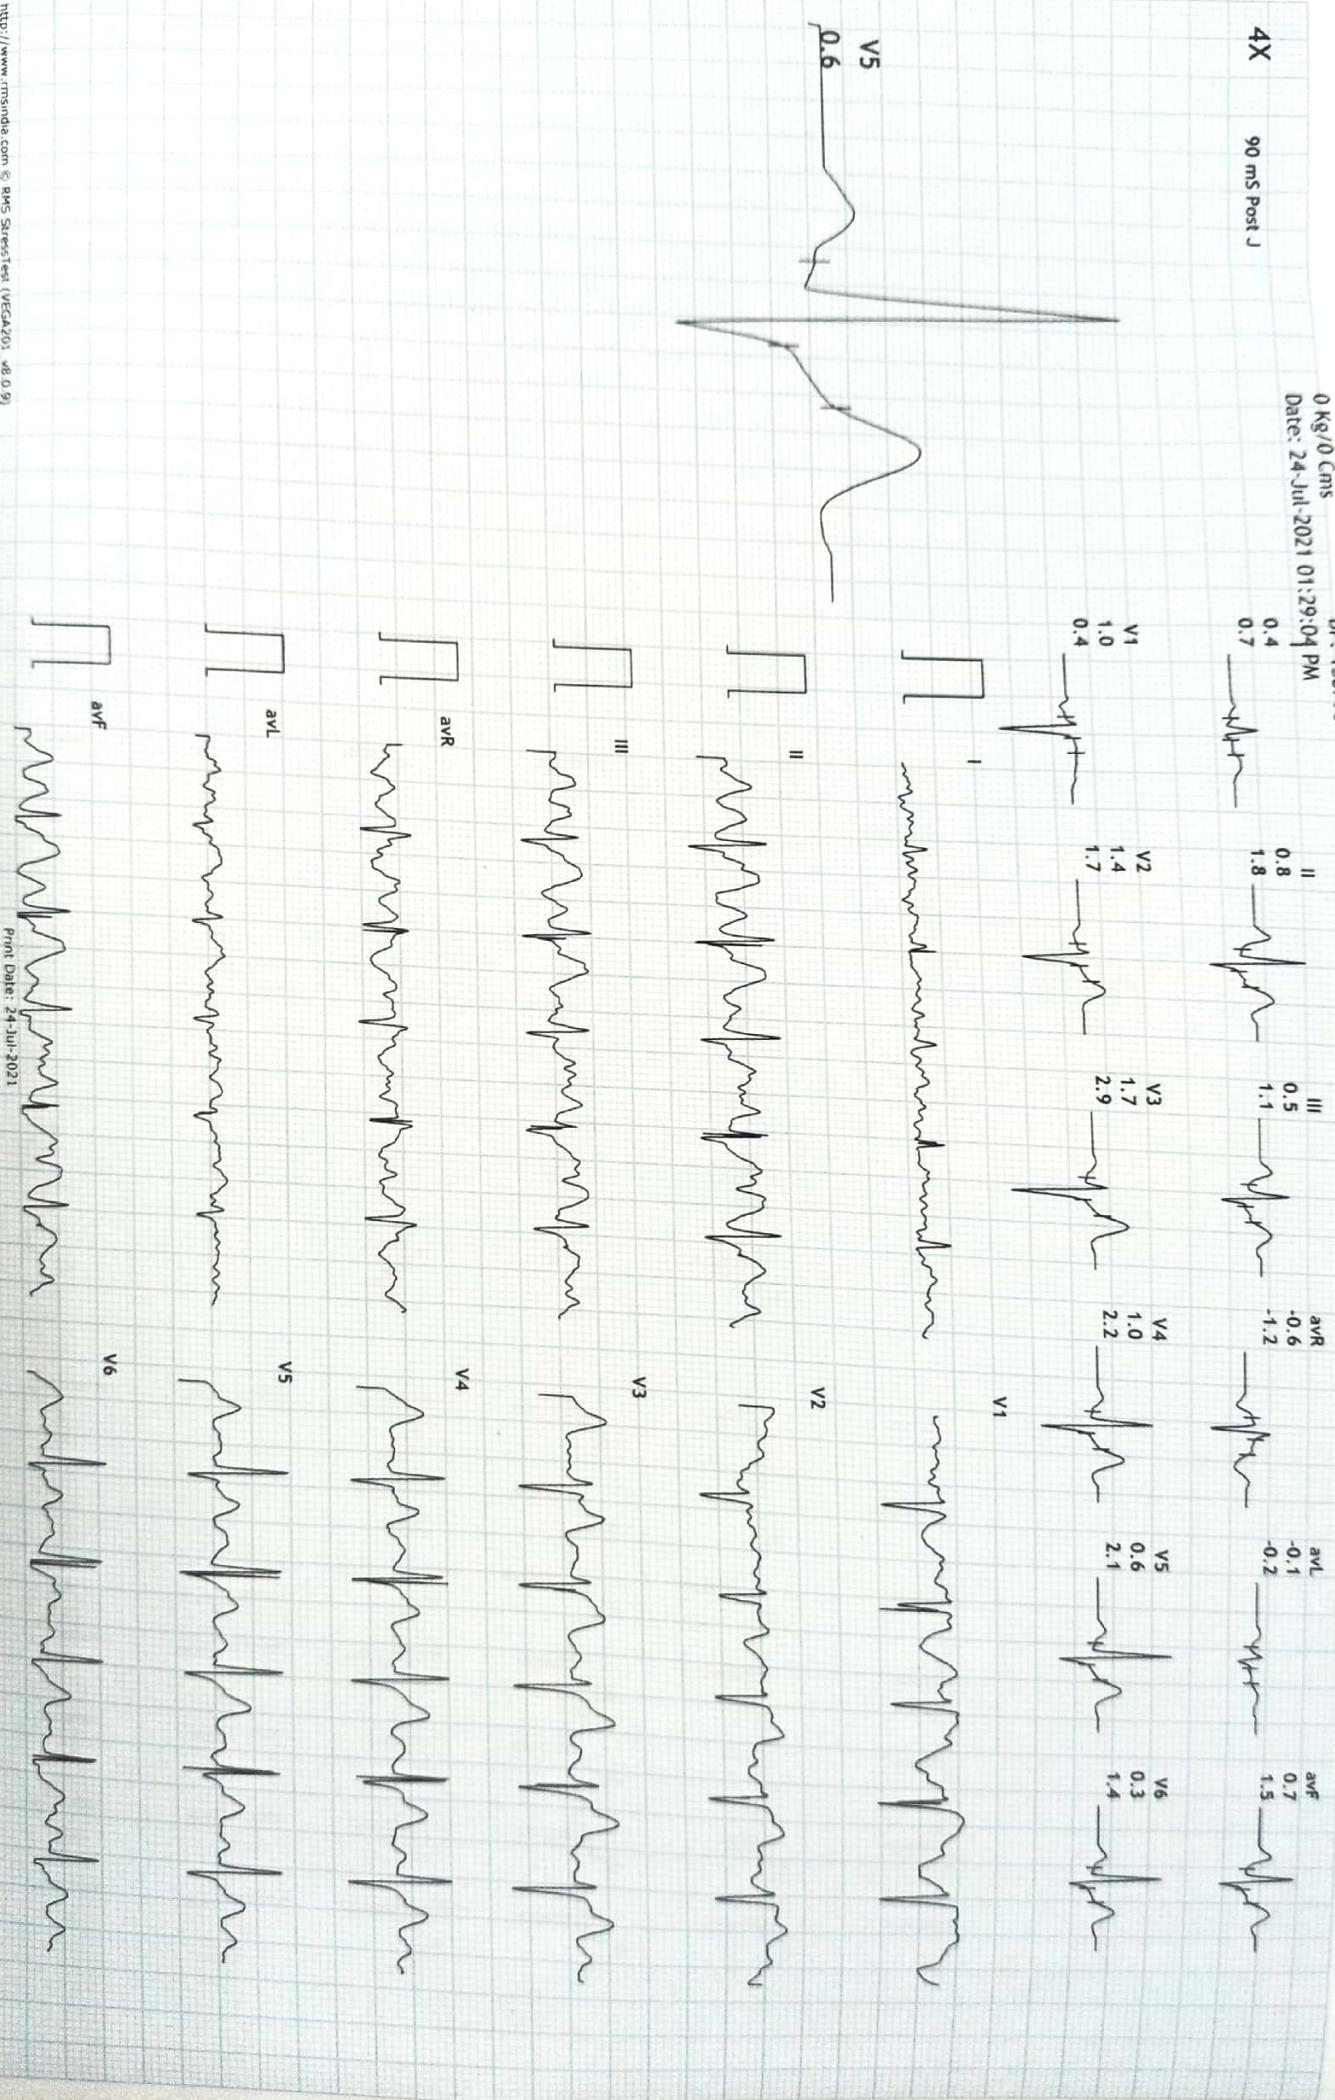 0 Kg/0 Cms
Date: 24-Jul-2021 01:29:04 PM
4X 90 mS Post J
0.4
0.7
II
0.8
1.8
III
0.5
1.1
avR
-0.6
-1.2
avL
-0.1
-0.2
avF
0.7
1.5
V1
1.0
0.4
V2
1.4
1.7
V3
1.7
2.9
V4
1.0
2.2
V5
0.6
2.1
V6
0.3
1.4
V5
0.6
I
V1
II
V2
III
V3
avR
V4
avL
V5
avF
V6
http://www.rmsindia.com © RMS StressTest (VEGA201 v8.0.9) Print Date: 24-Jul-2021